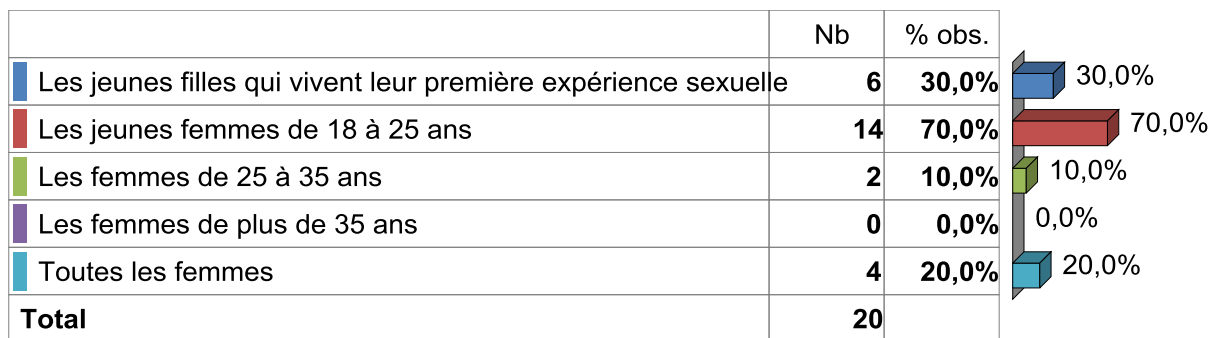 Nb % obs.
Les jeunes filles qui vivent leur première expérience sexuelle 6 30,0% 30,0%
Les jeunes femmes de 18 à 25 ans 14 70,0% 70,0%
Les femmes de 25 à 35 ans 2 10,0% 10,0%
Les femmes de plus de 35 ans 0 0,0% 0,0%
Toutes les femmes 4 20,0% 20,0%
Total 20